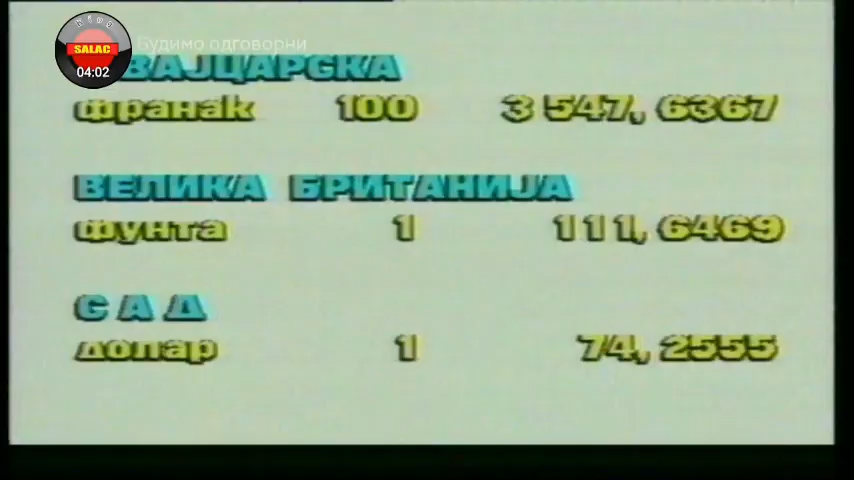 Klub
SALAC
04:02
Будимо одговорни
ВАЈЦАРСКА
франак 100 3 547, 6367
ВЕЛИКА БРИТАНИЈА
фунта 1 111, 6469
С А Д
долар 1 74, 2555